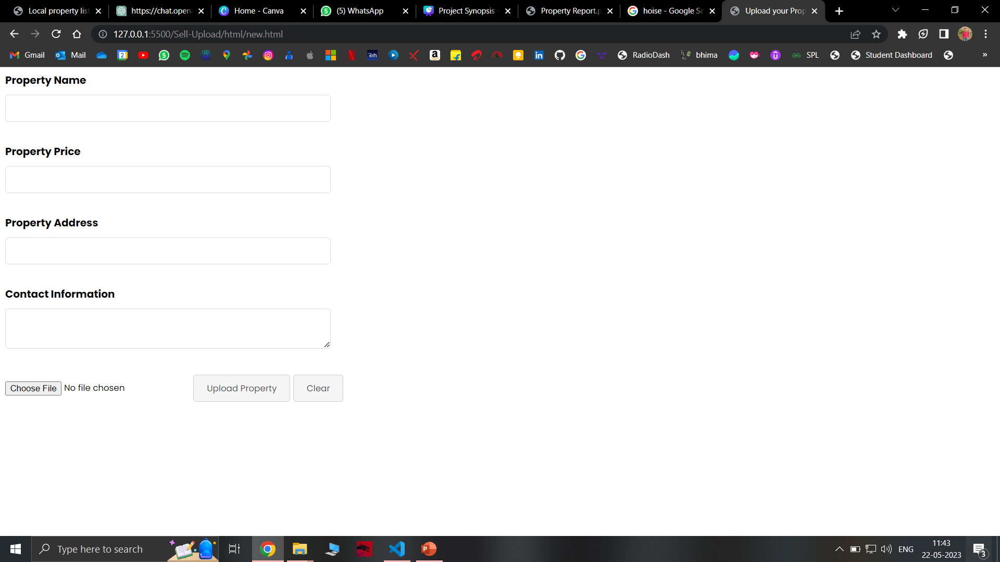 Local property list
https://chat.opena
Home - Canva
(5) WhatsApp
Project Synopsis -
Property Report.p
hoise - Google Se
Upload your Prop
127.0.0.1:5500/Sell-Upload/html/new.html
Gmail
Mail
RadioDash
bhima
SPL
Student Dashboard
»
Property Name
Property Price
Property Address
Contact Information
Choose File No file chosen
Upload Property
Clear
Type here to search
ENG
11:43
22-05-2023
3